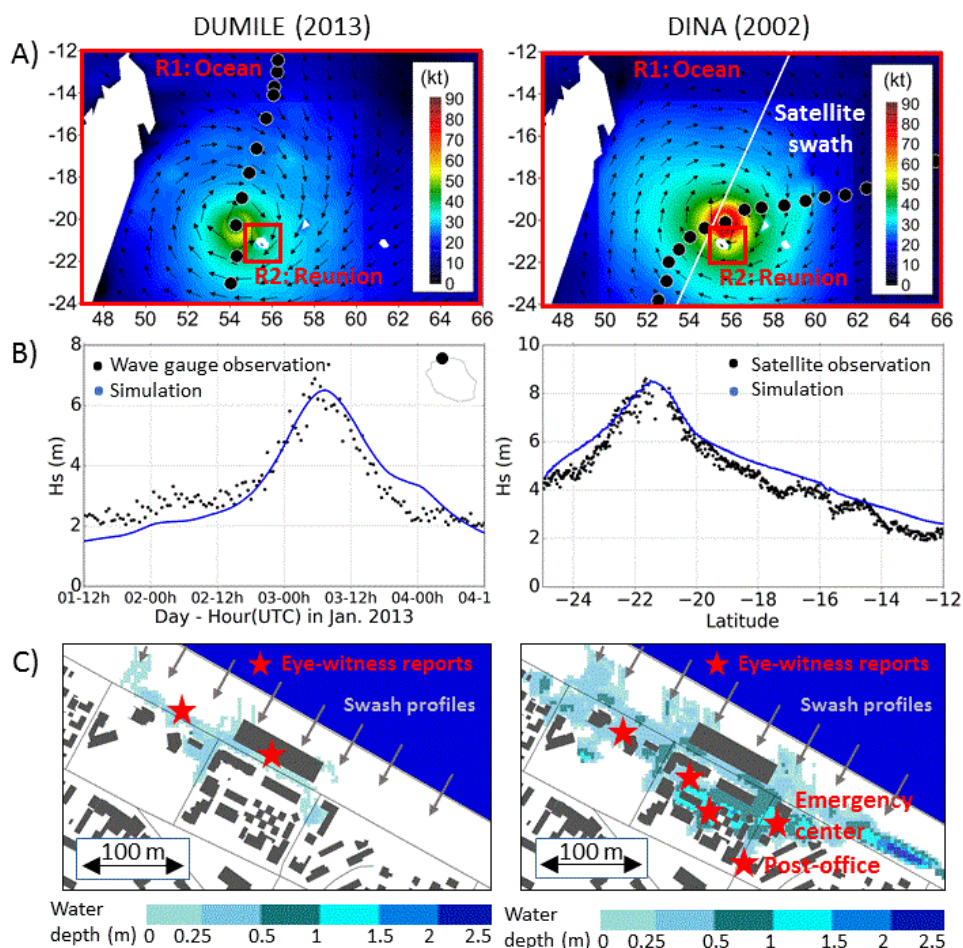 DUMILE (2013)
DINA (2002)
A)
-12
-14
-16
-18
-20
-22
-24
48 50 52 54 56 58 60 62 64 66
R1: Ocean
R2: Reunion
(kt)
90
80
70
60
50
40
30
20
10
0
-12
-14
-16
-18
-20
-22
-24
48 50 52 54 56 58 60 62 64 66
R1: Ocean
Satellite
swath
R2: Reunion
(kt)
90
80
70
60
50
40
30
20
10
0
B)
8
6
4
2
0
Hs (m)
Wave gauge observation
Simulation
01-12h 02-00h 02-12h 03-00h 03-12h 04-00h 04-1
Day - Hour(UTC) in Jan. 2013
10
8
6
4
2
0
Hs (m)
Satellite observation
Simulation
−24 −22 −20 −18 −16 −14 −12
Latitude
C)
Eye-witness reports
Swash profiles
100 m
Water
depth (m)
0 0.25 0.5 1 1.5 2 2.5
Eye-witness reports
Swash profiles
Emergency
center
Post-office
100 m
Water
depth (m)
0 0.25 0.5 1 1.5 2 2.5